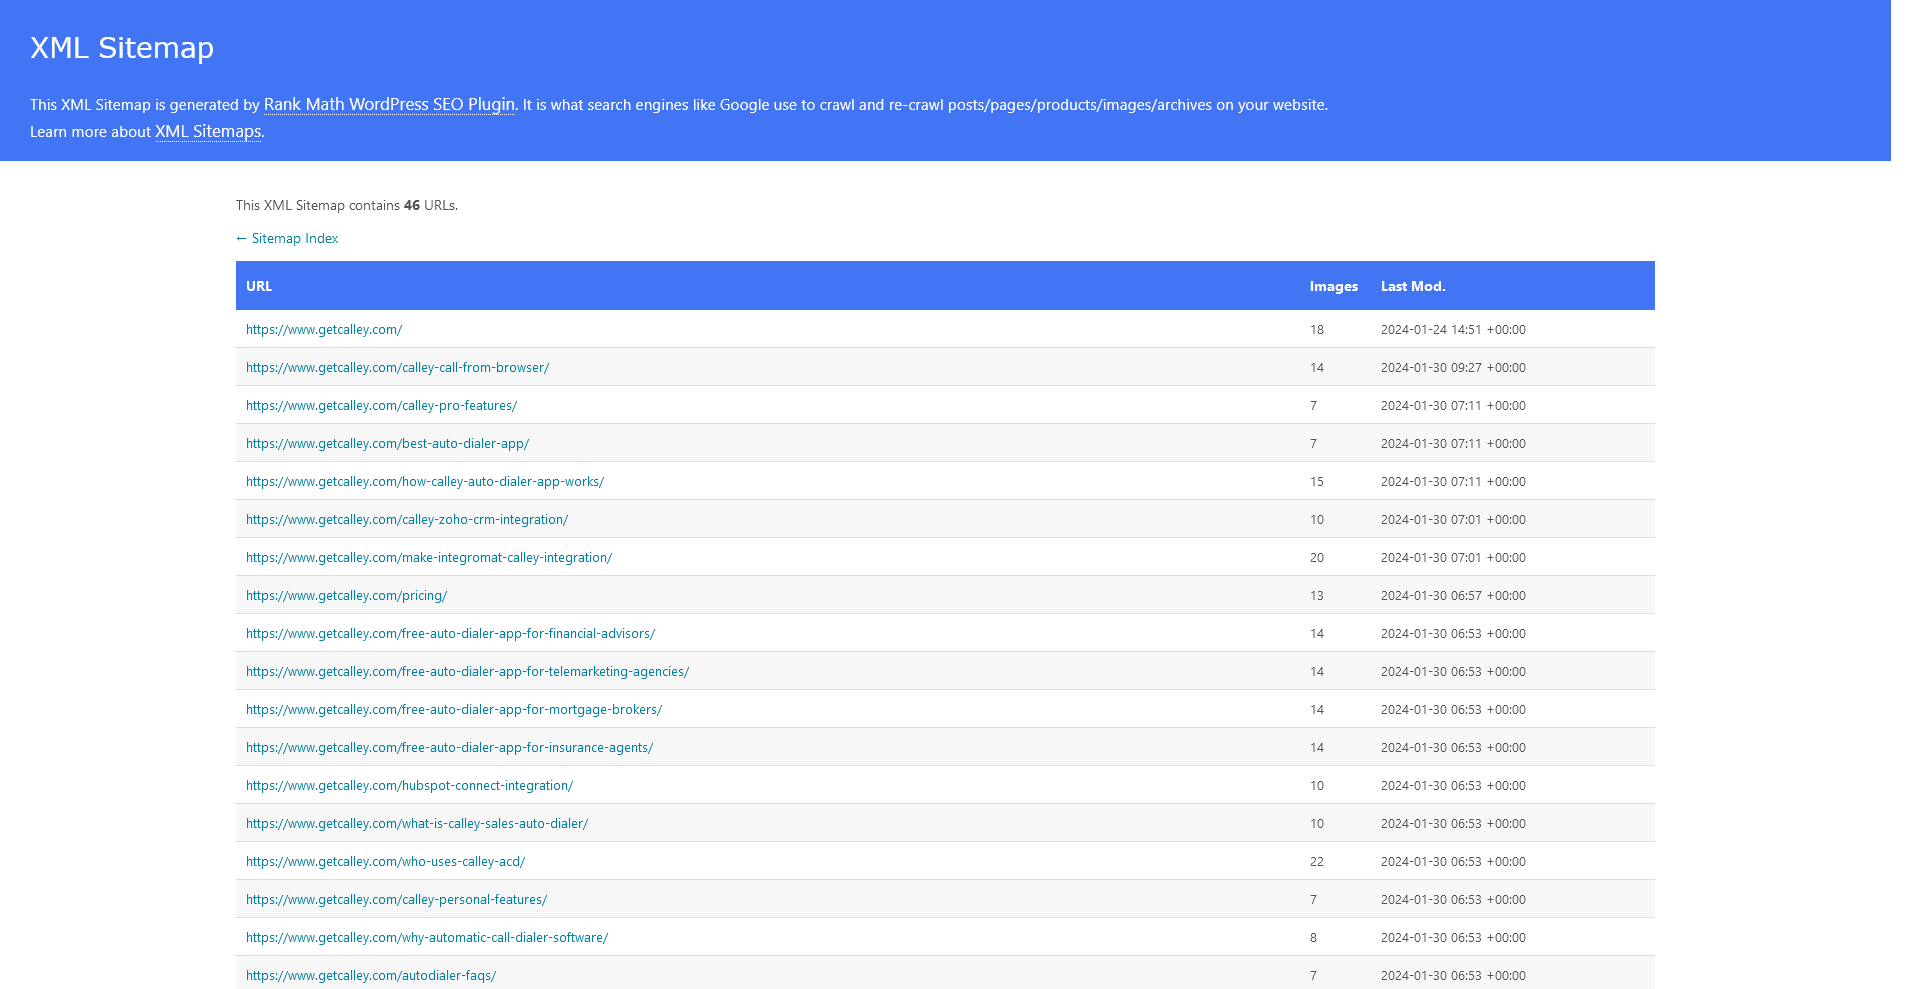 XML Sitemap
This XML Sitemap is generated by Rank Math WordPress SEO Plugin. It is what search engines like Google use to crawl and re-crawl posts/pages/products/images/archives on your website.
Learn more about XML Sitemaps.
This XML Sitemap contains 46 URLs.
← Sitemap Index
URL Images Last Mod.
https://www.getcalley.com/ 18 2024-01-24 14:51 +00:00
https://www.getcalley.com/calley-call-from-browser/ 14 2024-01-30 09:27 +00:00
https://www.getcalley.com/calley-pro-features/ 7 2024-01-30 07:11 +00:00
https://www.getcalley.com/best-auto-dialer-app/ 7 2024-01-30 07:11 +00:00
https://www.getcalley.com/how-calley-auto-dialer-app-works/ 15 2024-01-30 07:11 +00:00
https://www.getcalley.com/calley-zoho-crm-integration/ 10 2024-01-30 07:01 +00:00
https://www.getcalley.com/make-integromat-calley-integration/ 20 2024-01-30 07:01 +00:00
https://www.getcalley.com/pricing/ 13 2024-01-30 06:57 +00:00
https://www.getcalley.com/free-auto-dialer-app-for-financial-advisors/ 14 2024-01-30 06:53 +00:00
https://www.getcalley.com/free-auto-dialer-app-for-telemarketing-agencies/ 14 2024-01-30 06:53 +00:00
https://www.getcalley.com/free-auto-dialer-app-for-mortgage-brokers/ 14 2024-01-30 06:53 +00:00
https://www.getcalley.com/free-auto-dialer-app-for-insurance-agents/ 14 2024-01-30 06:53 +00:00
https://www.getcalley.com/hubspot-connect-integration/ 10 2024-01-30 06:53 +00:00
https://www.getcalley.com/what-is-calley-sales-auto-dialer/ 10 2024-01-30 06:53 +00:00
https://www.getcalley.com/who-uses-calley-acd/ 22 2024-01-30 06:53 +00:00
https://www.getcalley.com/calley-personal-features/ 7 2024-01-30 06:53 +00:00
https://www.getcalley.com/why-automatic-call-dialer-software/ 8 2024-01-30 06:53 +00:00
https://www.getcalley.com/autodialer-faqs/ 7 2024-01-30 06:53 +00:00